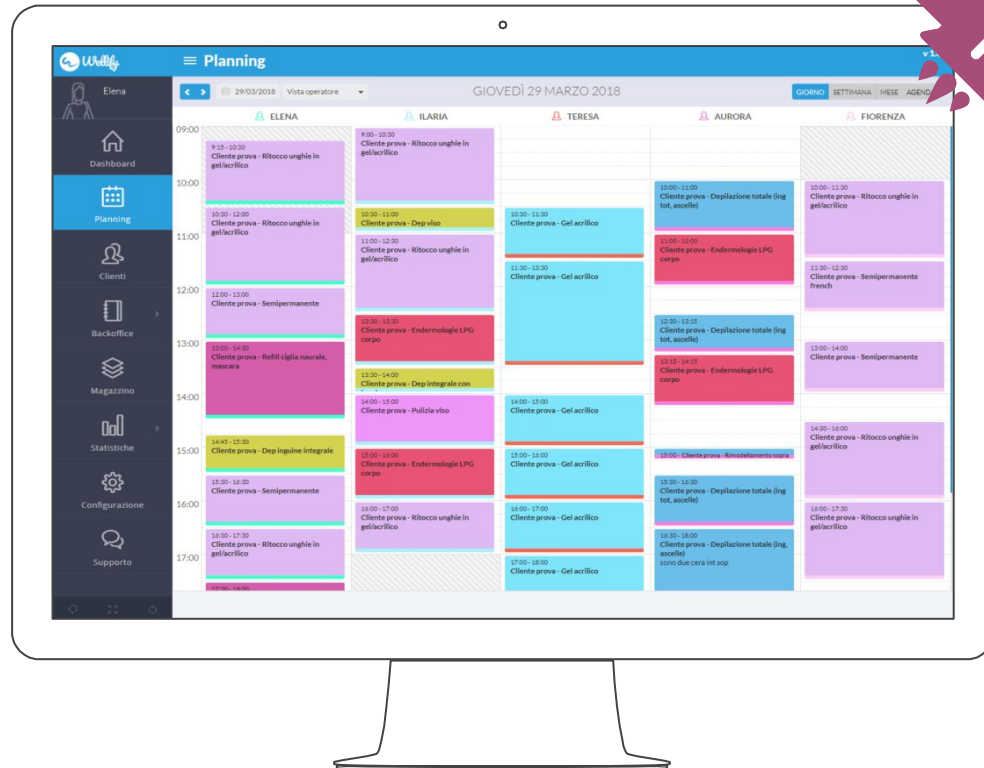 Wellify
Planning
v 1.
Elena
29/03/2018
Vista operatore
GIOVEDÌ 29 MARZO 2018
GIORNO
SETTIMANA
MESE
AGEND
ELENA
ILARIA
TERESA
AURORA
FIORENZA
Dashboard
Planning
Clienti
Backoffice
Magazzino
Statistiche
Configurazione
Supporto
09:00
10:00
11:00
12:00
13:00
14:00
15:00
16:00
17:00
9:15 - 10:30
Cliente prova - Ritocco unghie in
gel/acrilico
10:30 - 12:00
Cliente prova - Ritocco unghie in
gel/acrilico
12:00 - 13:00
Cliente prova - Semipermanente
13:00 - 14:30
Cliente prova - Refill ciglia naurale,
mascara
14:45 - 15:30
Cliente prova - Dep inguine integrale
15:30 - 16:30
Cliente prova - Semipermanente
16:30 - 17:30
Cliente prova - Ritocco unghie in
gel/acrilico
17:30 - 19:00
9:00 - 10:30
Cliente prova - Ritocco unghie in
gel/acrilico
10:30 - 11:00
Cliente prova - Dep viso
11:00 - 12:30
Cliente prova - Ritocco unghie in
gel/acrilico
12:30 - 13:30
Cliente prova - Endermologie LPG
corpo
13:30 - 14:00
Cliente prova - Dep integrale con
14:00 - 15:00
Cliente prova - Pulizia viso
15:00 - 16:00
Cliente prova - Endermologie LPG
corpo
16:00 - 17:00
Cliente prova - Ritocco unghie in
gel/acrilico
10:30 - 11:30
Cliente prova - Gel acrilico
11:30 - 13:30
Cliente prova - Gel acrilico
14:00 - 15:00
Cliente prova - Gel acrilico
15:00 - 16:00
Cliente prova - Gel acrilico
16:00 - 17:00
Cliente prova - Gel acrilico
17:00 - 18:00
Cliente prova - Gel acrilico
10:00 - 11:00
Cliente prova - Depilazione totale (ing
tot, ascelle)
11:00 - 12:00
Cliente prova - Endermologie LPG
corpo
12:30 - 13:15
Cliente prova - Depilazione totale (ing
tot, ascelle)
13:15 - 14:15
Cliente prova - Endermologie LPG
corpo
15:00 - Cliente prova - Rimodellamento sopra
15:30 - 16:30
Cliente prova - Depilazione totale (ing
tot, ascelle)
16:30 - 18:00
Cliente prova - Depilazione totale (ing,
ascelle)
sono due cera int sop
10:00 - 11:30
Cliente prova - Ritocco unghie in
gel/acrilico
11:30 - 12:30
Cliente prova - Semipermanente
french
13:00 - 14:00
Cliente prova - Semipermanente
14:30 - 16:00
Cliente prova - Ritocco unghie in
gel/acrilico
16:00 - 17:30
Cliente prova - Ritocco unghie in
gel/acrilico